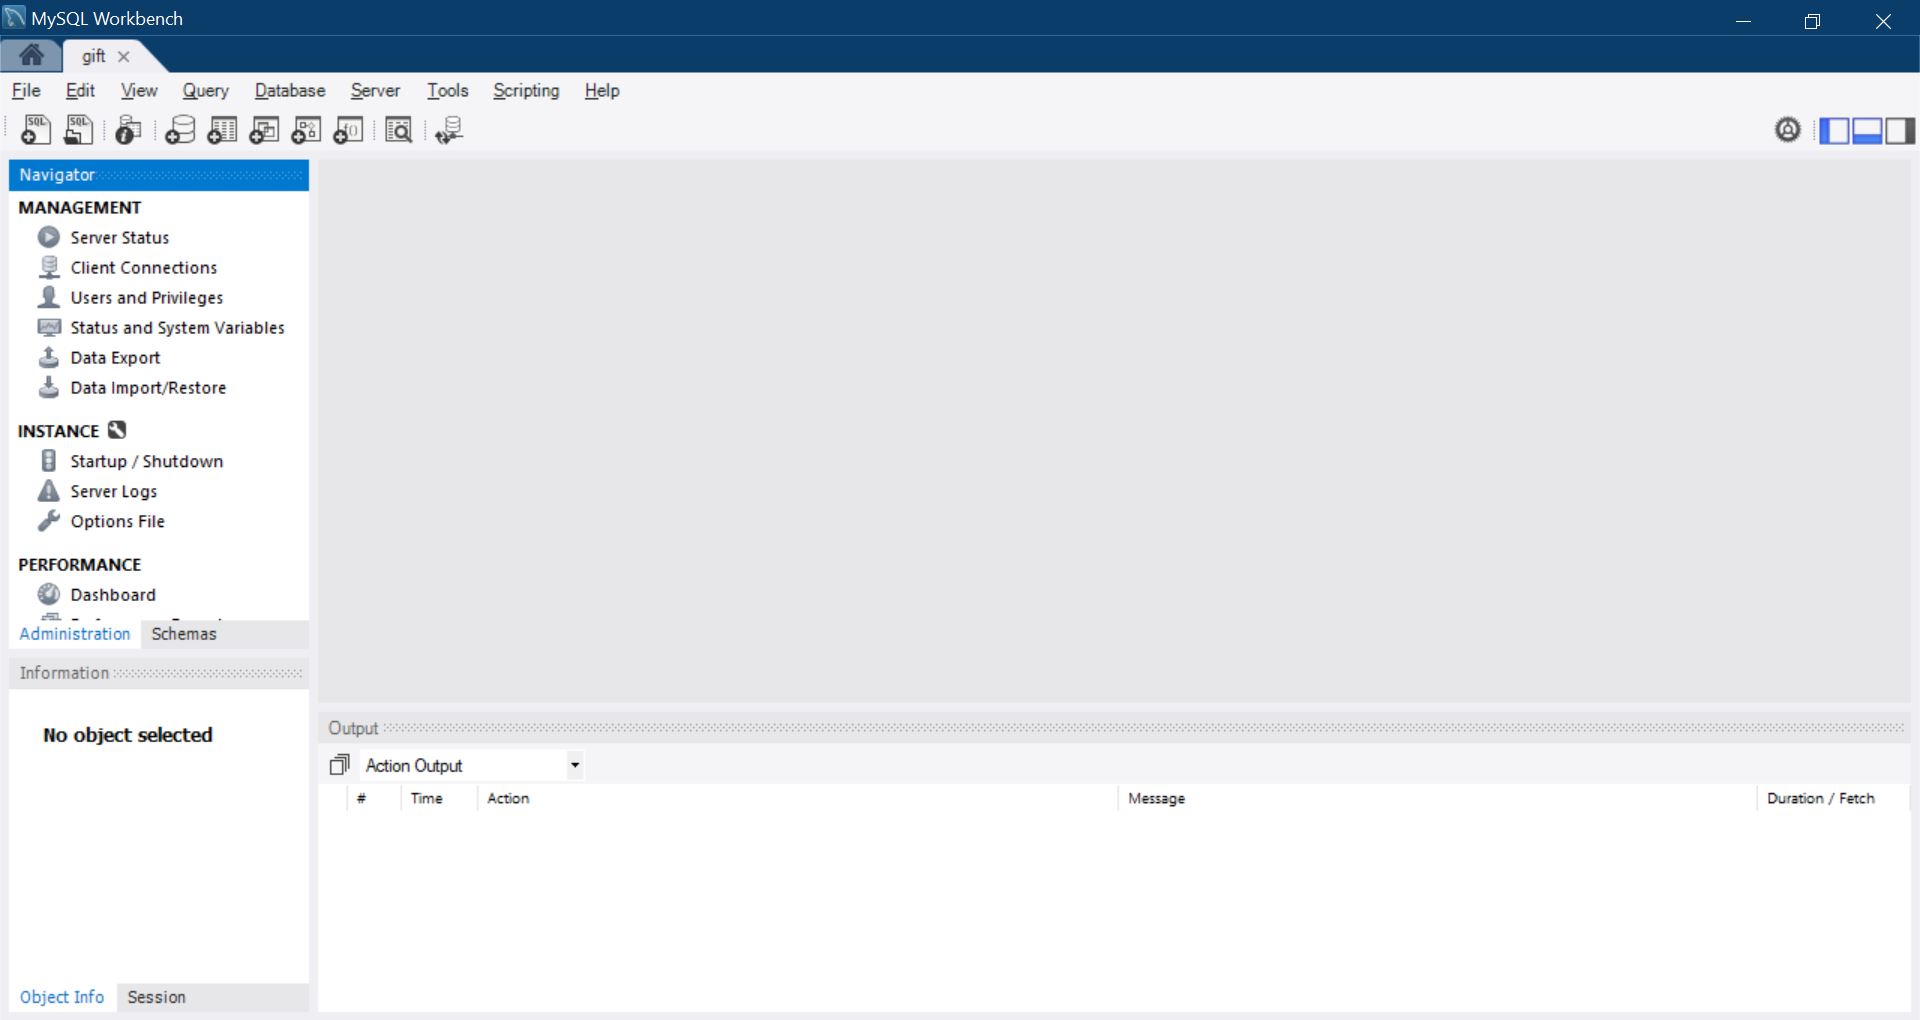 MySQL Workbench
gift
File Edit View Query Database Server Tools Scripting Help
SQL SQL
Navigator
MANAGEMENT
Server Status
Client Connections
Users and Privileges
Status and System Variables
Data Export
Data Import/Restore
INSTANCE
Startup / Shutdown
Server Logs
Options File
PERFORMANCE
Dashboard
Administration Schemas
Information
No object selected
Object Info Session
Output
Action Output
# Time Action Message Duration / Fetch